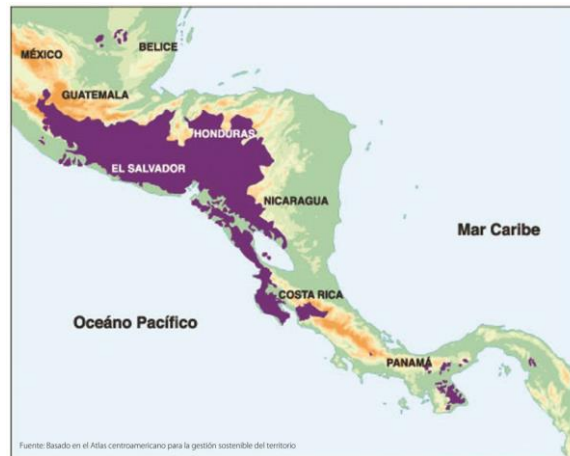 BELICE
MÉXICO
GUATEMALA
HONDURAS
EL SALVADOR
NICARAGUA
Mar Caribe
COSTA RICA
Oceáno Pacífico
PANAMÁ
Fuente: Basado en el Atlas centroamericano para la gestión sostenible del territorio